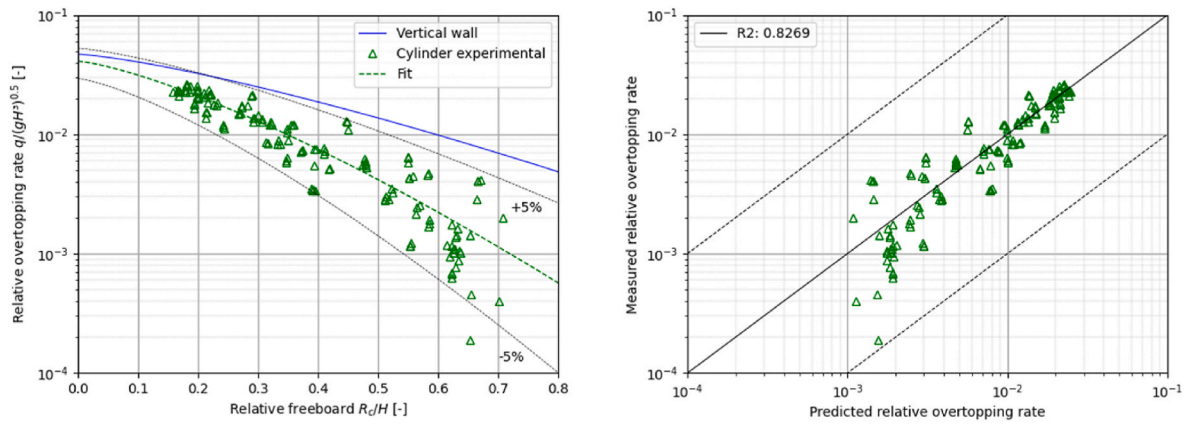 Relative overtopping rate q/(gH³)^0.5 [-]
10⁻¹
10⁻²
10⁻³
10⁻⁴
Vertical wall
Cylinder experimental
Fit
+5%
-5%
0.0 0.1 0.2 0.3 0.4 0.5 0.6 0.7 0.8
Relative freeboard R_c/H [-]
Measured relative overtopping rate
10⁻¹
10⁻²
10⁻³
10⁻⁴
R2: 0.8269
10⁻⁴ 10⁻³ 10⁻² 10⁻¹
Predicted relative overtopping rate